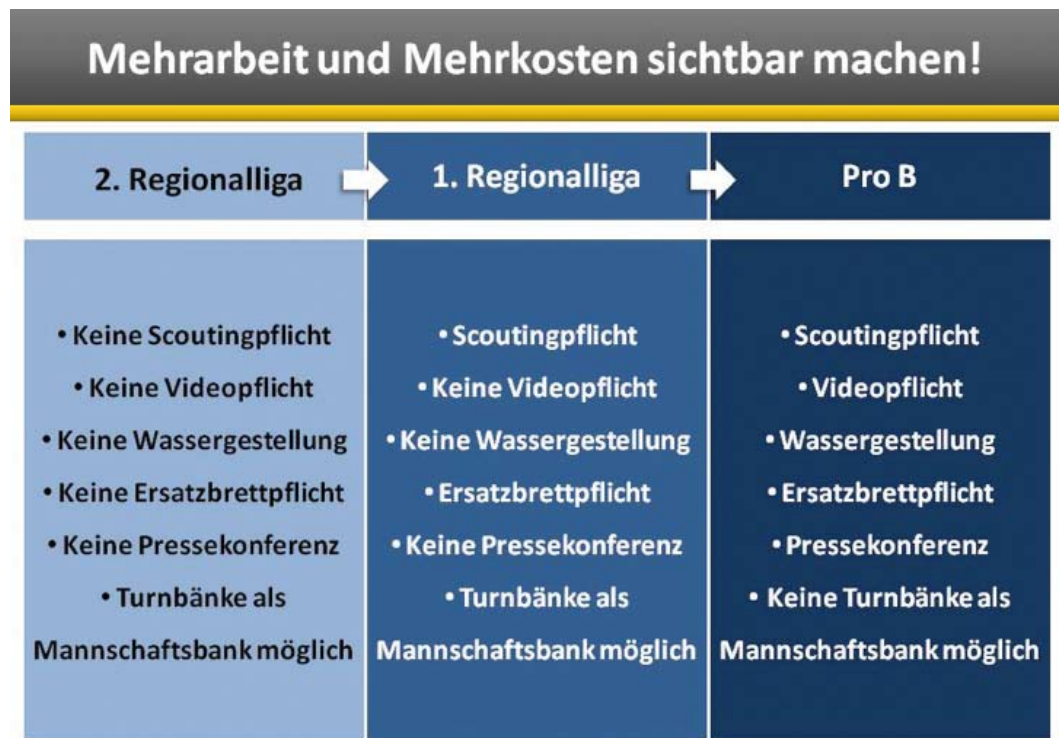 Mehrarbeit und Mehrkosten sichtbar machen!
2. Regionalliga
1. Regionalliga
Pro B
• Keine Scoutingpflicht
• Keine Videopflicht
• Keine Wassergestellung
• Keine Ersatzbrettpflicht
• Keine Pressekonferenz
• Turnbänke als
Mannschaftsbank möglich
• Scoutingpflicht
• Keine Videopflicht
• Keine Wassergestellung
• Ersatzbrettpflicht
• Keine Pressekonferenz
• Turnbänke als
Mannschaftsbank möglich
• Scoutingpflicht
• Videopflicht
• Wassergestellung
• Ersatzbrettpflicht
• Pressekonferenz
• Keine Turnbänke als
Mannschaftsbank möglich